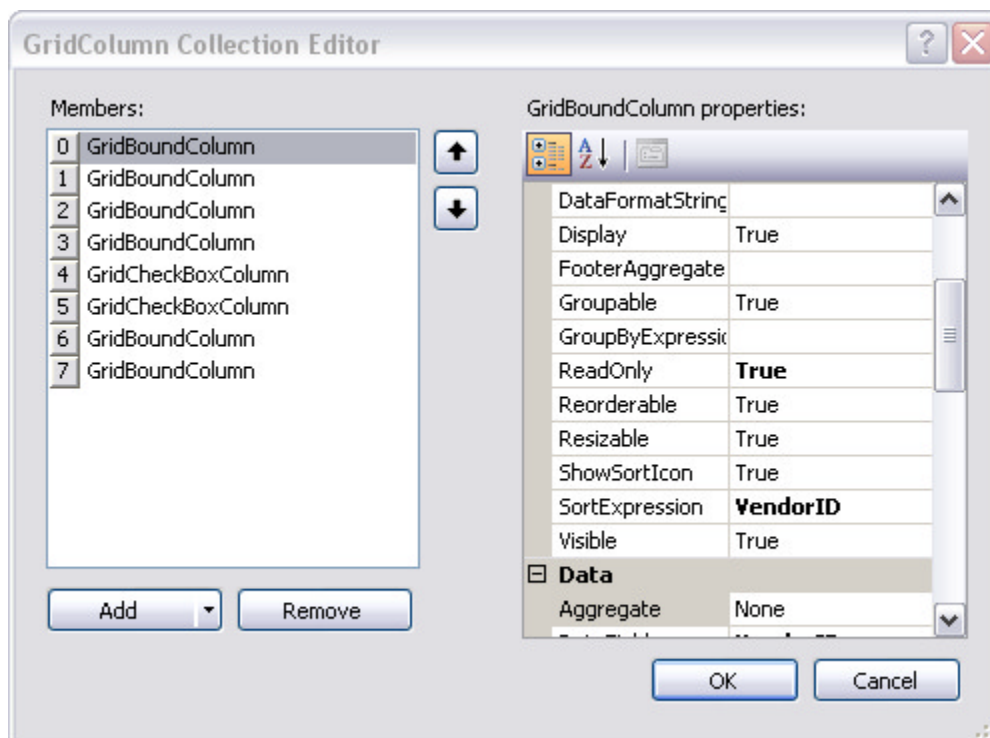 GridColumn Collection Editor
?
Members:
0 GridBoundColumn
1 GridBoundColumn
2 GridBoundColumn
3 GridBoundColumn
4 GridCheckBoxColumn
5 GridCheckBoxColumn
6 GridBoundColumn
7 GridBoundColumn
Add
Remove
GridBoundColumn properties:
A
Z
DataFormatString
Display True
FooterAggregate
Groupable True
GroupByExpressi
ReadOnly True
Reorderable True
Resizable True
ShowSortIcon True
SortExpression VendorID
Visible True
Data
Aggregate None
OK
Cancel